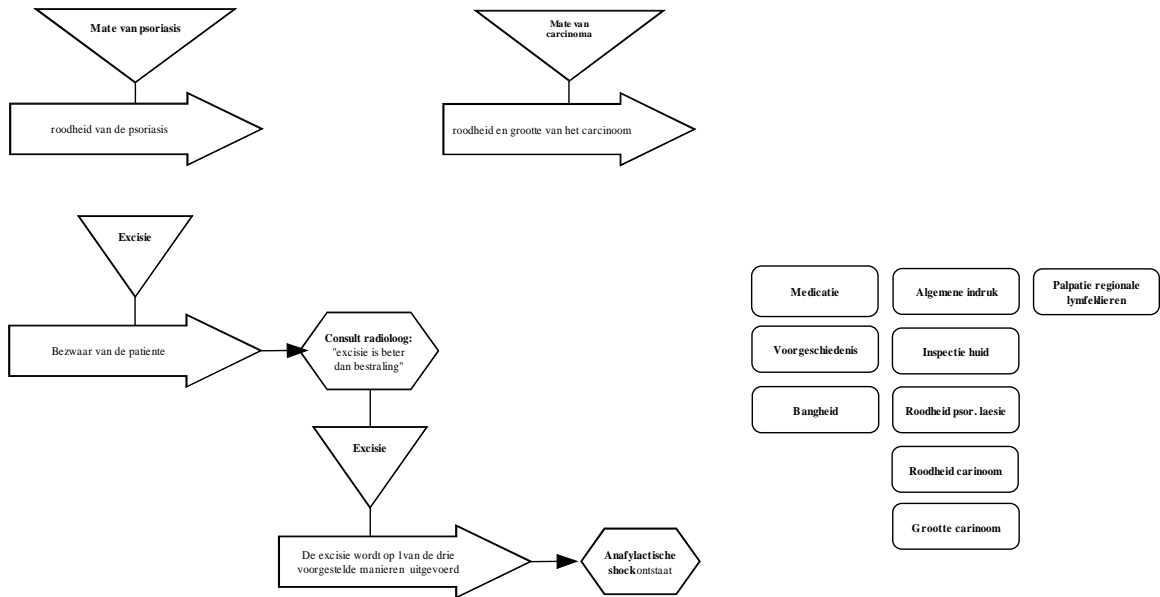 Mate van psoriasis
roodheid van de psoriasis
Mate van
carcinoma
roodheid en grootte van het carcinoom
Excisie
Bezwaar van de patiente
Consult radioloog:
"excisie is beter
dan bestraling"
Excisie
De excisie wordt op 1van de drie
voorgestelde manieren uitgevoerd
Anafylactische
shockontstaat
Medicatie
Voorgeschiedenis
Bangheid
Algemene indruk
Inspectie huid
Roodheid psor. laesie
Roodheid carinoom
Grootte carinoom
Palpatie regionale
lymfeklieren